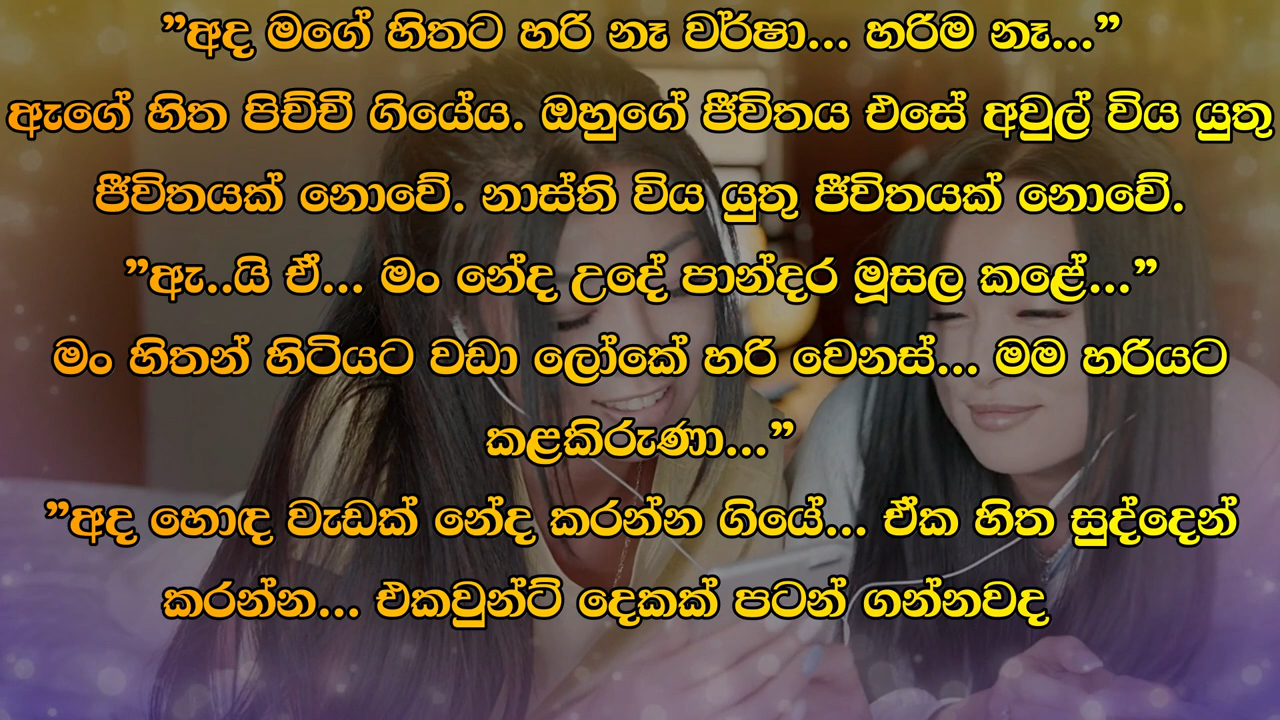 ”අද මගේ හිතට හරි නෑ වර්ෂා... හරිම නෑ...”
ඇගේ හිත පිච්චී ගියේය. ඔහුගේ ජීවිතය එසේ අවුල් විය යුතු
ජීවිතයක් නොවේ. නාස්ති විය යුතු ජීවිතයක් නොවේ.
”ඇ..යි ඒ... මං නේද උදේ පාන්දර මූසල කළේ...”
මං හිතන් හිටියට වඩා ලෝකේ හරි වෙනස්... මම හරියට
කළකිරුණා...”
”අද හොඳ වැඩක් නේද කරන්න ගියේ... ඒක හිත සුද්දෙන්
කරන්න... එකවුන්ට් දෙකක් පටන් ගන්නවද